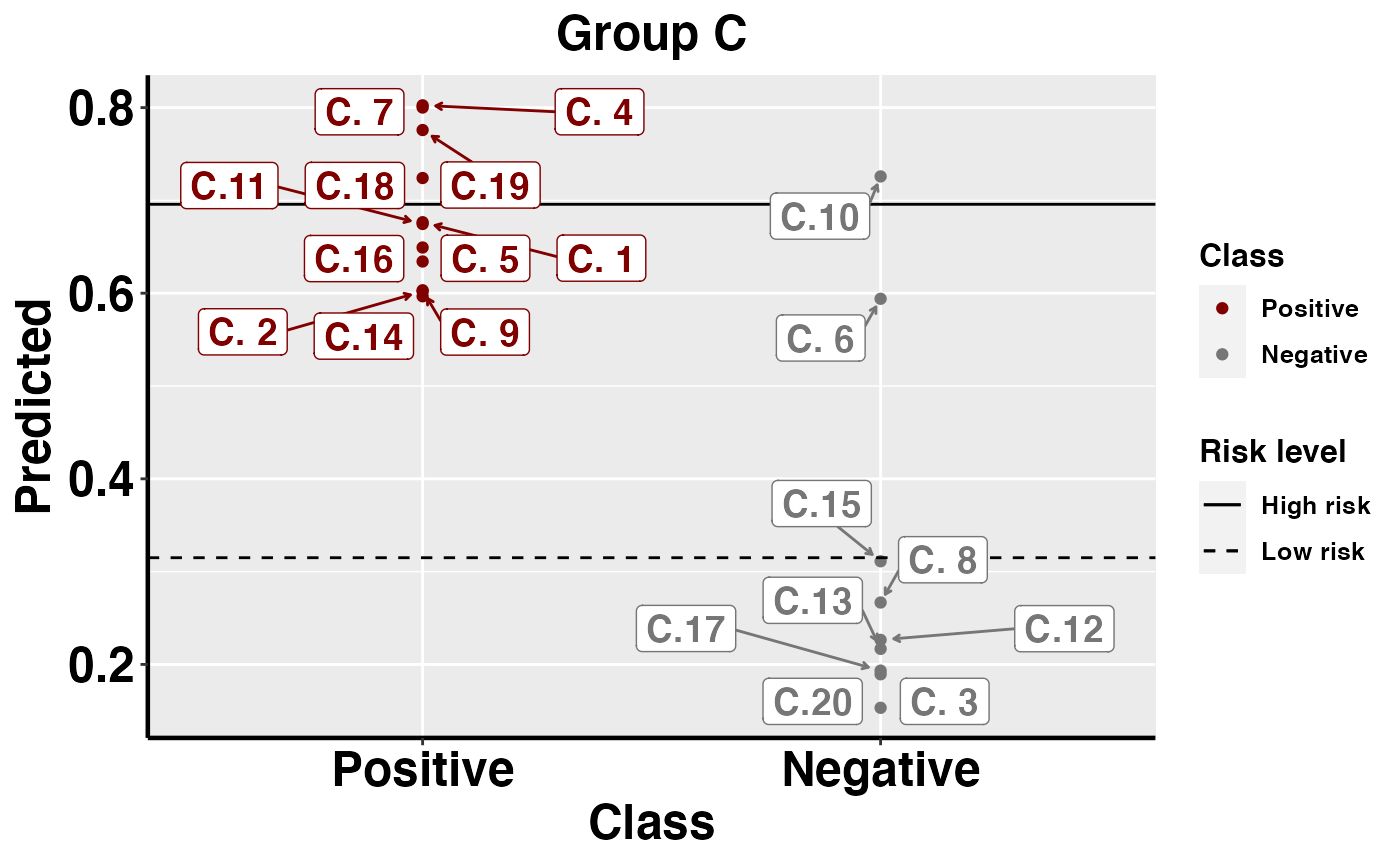 Group C
Predicted
0.8
0.6
0.4
0.2
C. 7
C. 4
C.11
C.18
C.19
C.10
C.16
C. 5
C. 1
C. 2
C.14
C. 9
C. 6
C.15
C. 8
C.13
C.17
C.12
C.20
C. 3
Positive
Negative
Class
Class
Positive
Negative
Risk level
High risk
Low risk